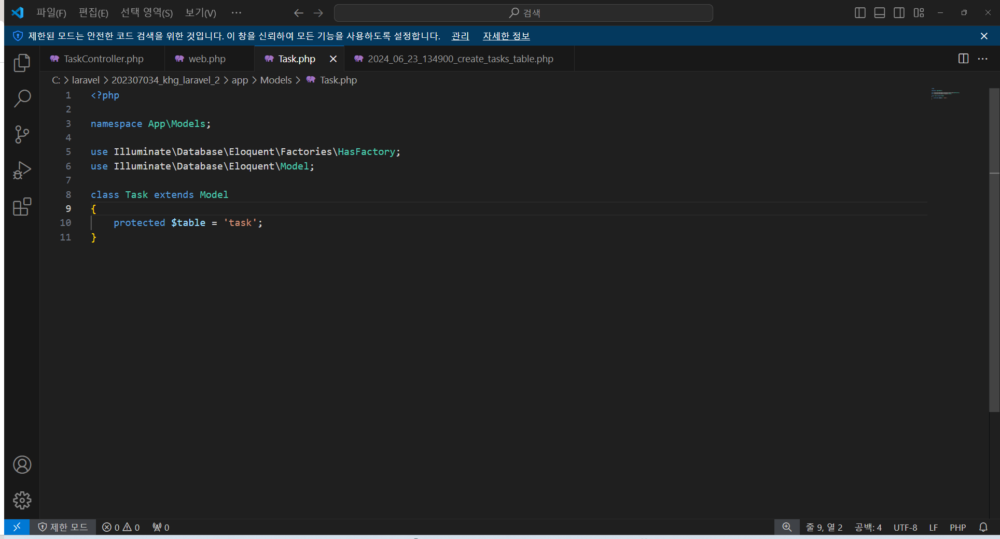 파일(F) 편집(E) 선택 영역(S) 보기(V) ··· 검색
제한된 모드는 안전한 코드 검색을 위한 것입니다. 이 창을 신뢰하여 모든 기능을 사용하도록 설정합니다. 관리 자세한 정보
TaskController.php web.php Task.php 2024_06_23_134900_create_tasks_table.php
C: > laravel > 202307034_khg_laravel_2 > app > Models > Task.php
1 <?php
2
3 namespace App\Models;
4
5 use Illuminate\Database\Eloquent\Factories\HasFactory;
6 use Illuminate\Database\Eloquent\Model;
7
8 class Task extends Model
9 {
10 protected $table = 'task';
11 }
제한 모드 0 0 0 줄 9, 열 2 공백: 4 UTF-8 LF PHP